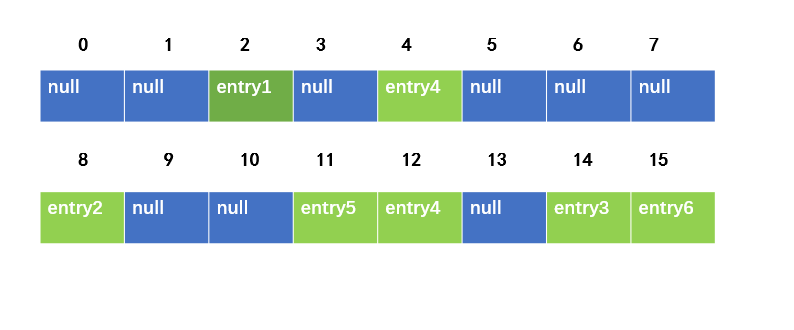 0 1 2 3 4 5 6 7
null null entry1 null entry4 null null null
8 9 10 11 12 13 14 15
entry2 null null entry5 entry4 null entry3 entry6